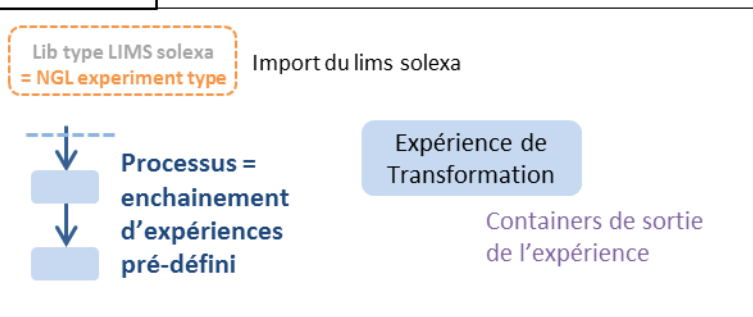 Lib type LIMS solexa
= NGL experiment type
Import du lims solexa
Processus =
enchainement
d'expériences
pré-défini
Expérience de
Transformation
Containers de sortie
de l'expérience